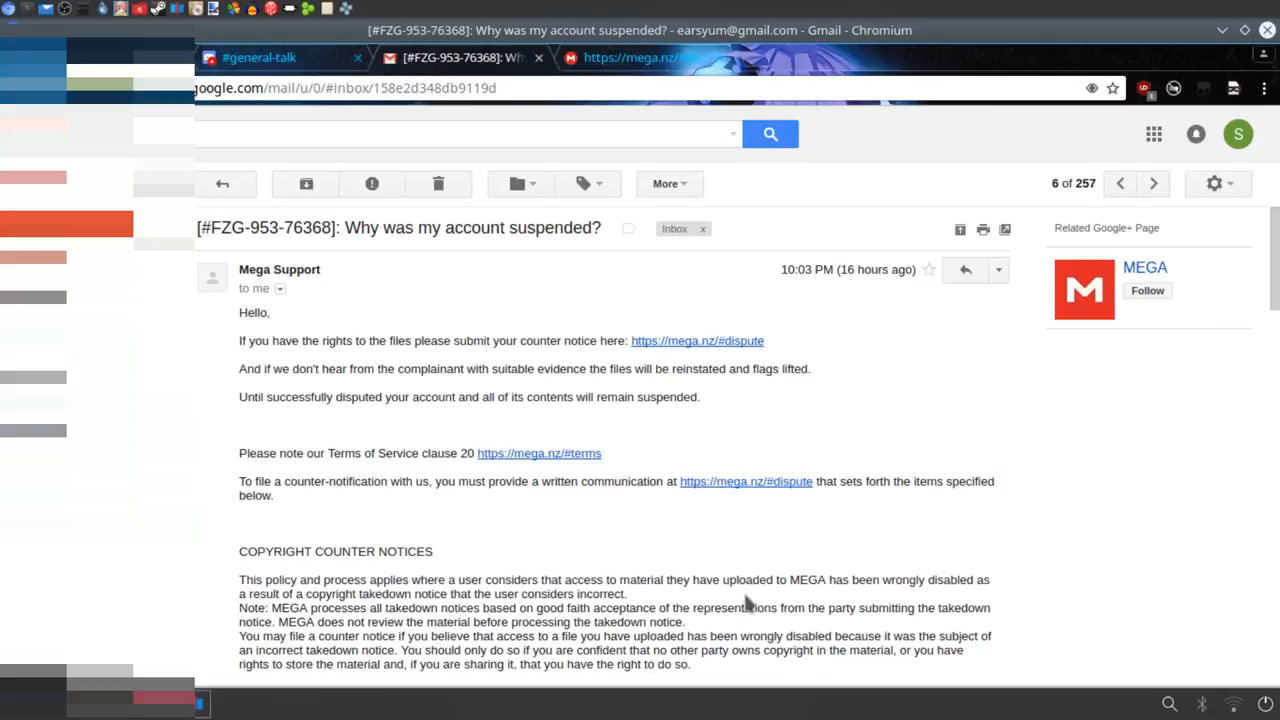 [#FZG-953-76368]: Why was my account suspended? - earsyum@gmail.com - Gmail - Chromium
#general-talk
[#FZG-953-76368]: Wh
https://mega.nz/
google.com/mail/u/0/#inbox/158e2d348db9119d
S
More
6 of 257
[#FZG-953-76368]: Why was my account suspended?
Inbox x
Related Google+ Page
Mega Support
10:03 PM (16 hours ago)
to me
MEGA
Follow
Hello,
If you have the rights to the files please submit your counter notice here: https://mega.nz/#dispute
And if we don't hear from the complainant with suitable evidence the files will be reinstated and flags lifted.
Until successfully disputed your account and all of its contents will remain suspended.
Please note our Terms of Service clause 20 https://mega.nz/#terms
To file a counter-notification with us, you must provide a written communication at https://mega.nz/#dispute that sets forth the items specified
below.
COPYRIGHT COUNTER NOTICES
This policy and process applies where a user considers that access to material they have uploaded to MEGA has been wrongly disabled as
a result of a copyright takedown notice that the user considers incorrect.
Note: MEGA processes all takedown notices based on good faith acceptance of the representations from the party submitting the takedown
notice. MEGA does not review the material before processing the takedown notice.
You may file a counter notice if you believe that access to a file you have uploaded has been wrongly disabled because it was the subject of
an incorrect takedown notice. You should only do so if you are confident that no other party owns copyright in the material, or you have
rights to store the material and, if you are sharing it, that you have the right to do so.